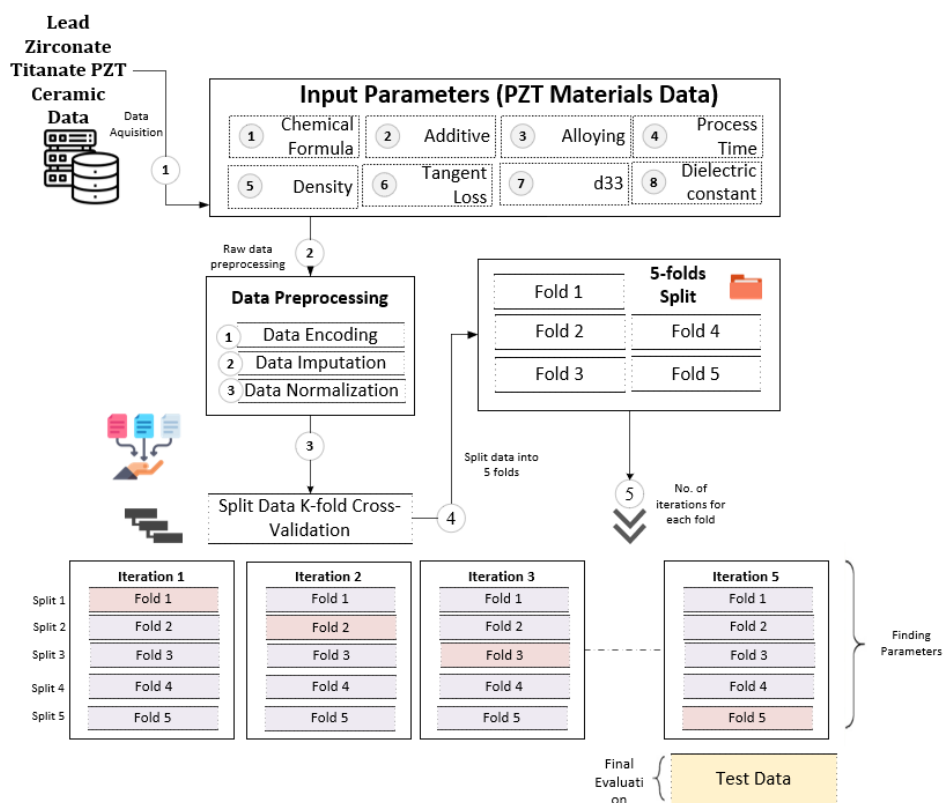 Lead
Zirconate
Titanate PZT
Ceramic
Data
Data
Aquisition
1
Input Parameters (PZT Materials Data)
1 Chemical
Formula
2 Additive
3 Alloying
4 Process
Time
5 Density
6 Tangent
Loss
7 d33
8 Dielectric
constant
Raw data
preprocessing
2
Data Preprocessing
1 Data Encoding
2 Data Imputation
3 Data Normalization
3
Split Data K-fold Cross-
Validation
4
Split data into
5 folds
5-folds
Split
Fold 1
Fold 2
Fold 4
Fold 3
Fold 5
5
No. of
iterations for
each fold
Iteration 1
Iteration 2
Iteration 3
Iteration 5
Split 1
Fold 1
Fold 1
Fold 1
Fold 1
Split 2
Fold 2
Fold 2
Fold 2
Fold 2
Split 3
Fold 3
Fold 3
Fold 3
Fold 3
Split 4
Fold 4
Fold 4
Fold 4
Fold 4
Split 5
Fold 5
Fold 5
Fold 5
Fold 5
Finding
Parameters
Final
Evaluati
on
Test Data